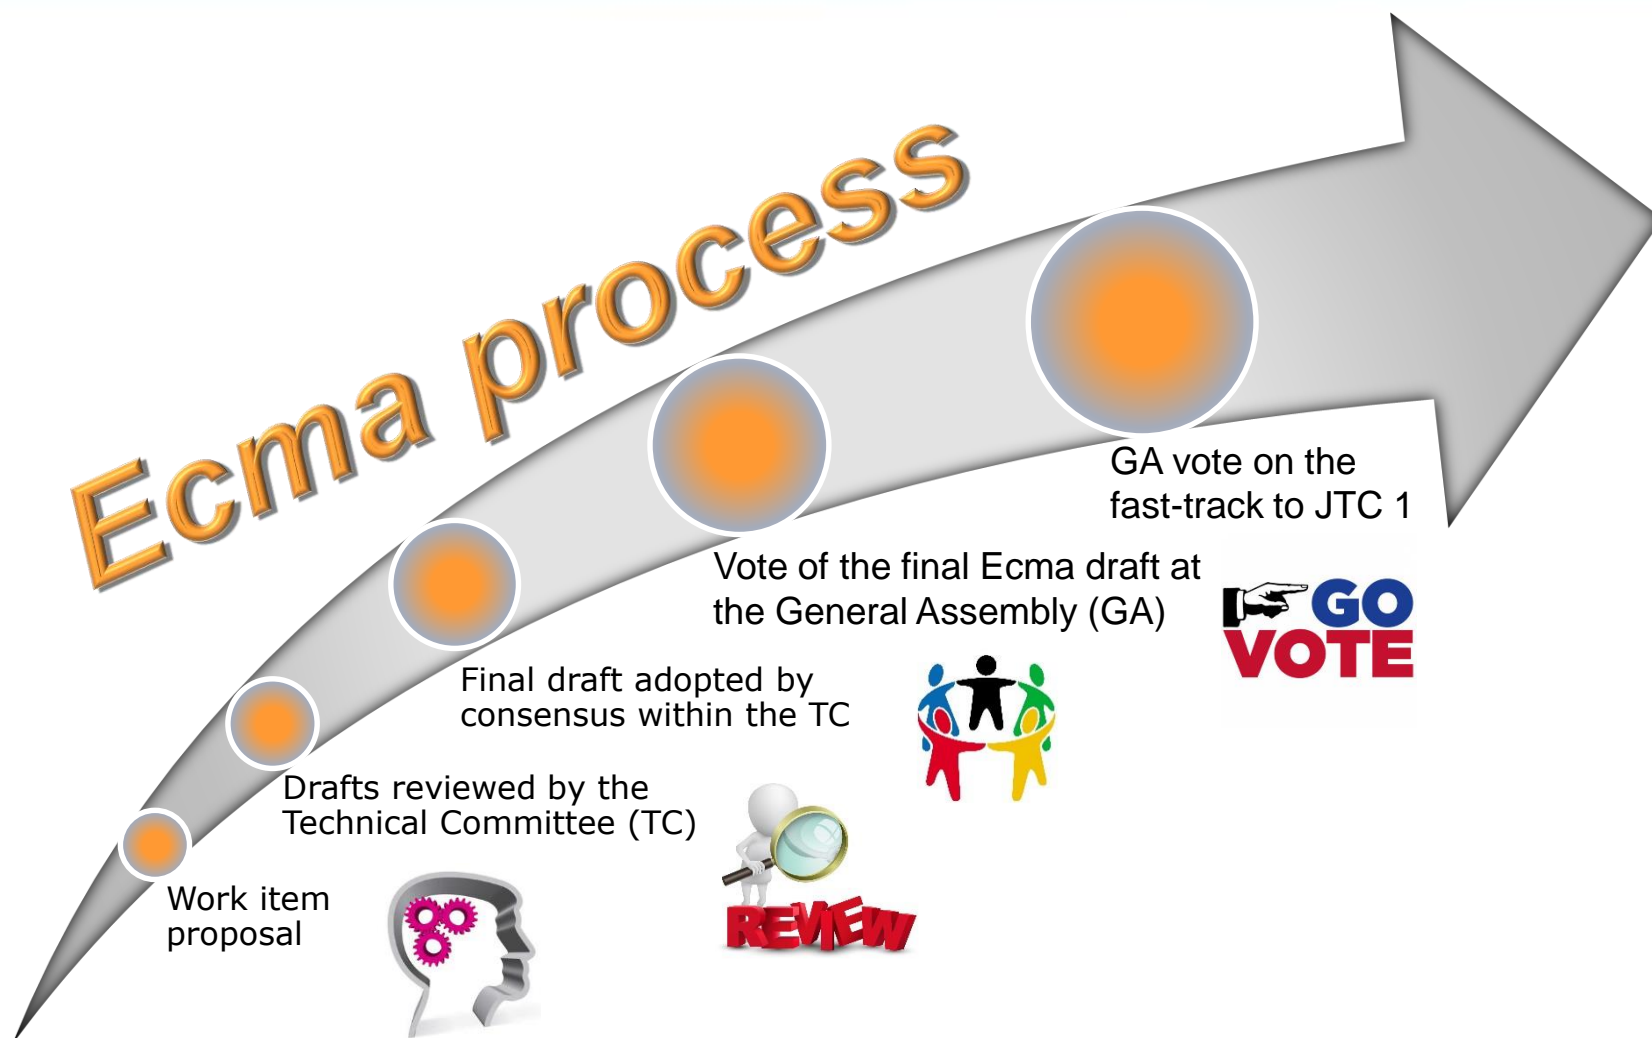 Ecma process
GA vote on the
fast-track to JTC 1
Vote of the final Ecma draft at
the General Assembly (GA)
GO
VOTE
Final draft adopted by
consensus within the TC
Drafts reviewed by the
Technical Committee (TC)
REVIEW
Work item
proposal